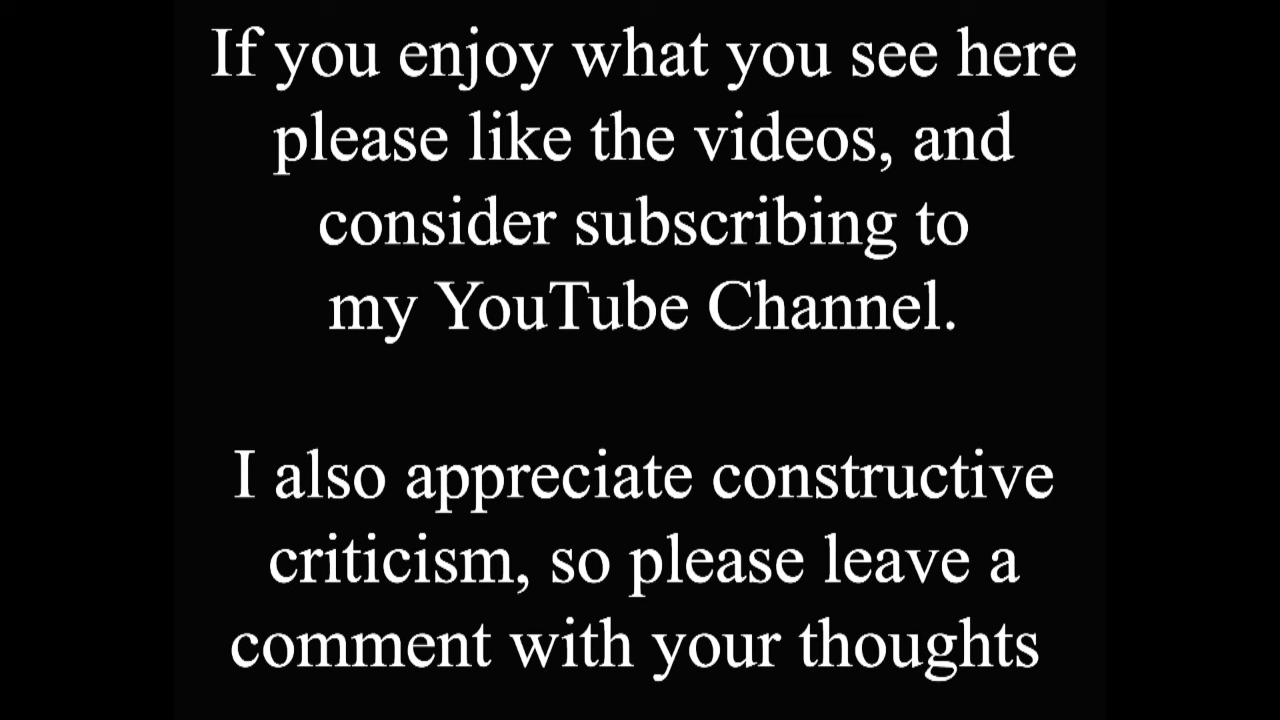 If you enjoy what you see here
please like the videos, and
consider subscribing to
my YouTube Channel.
I also appreciate constructive
criticism, so please leave a
comment with your thoughts